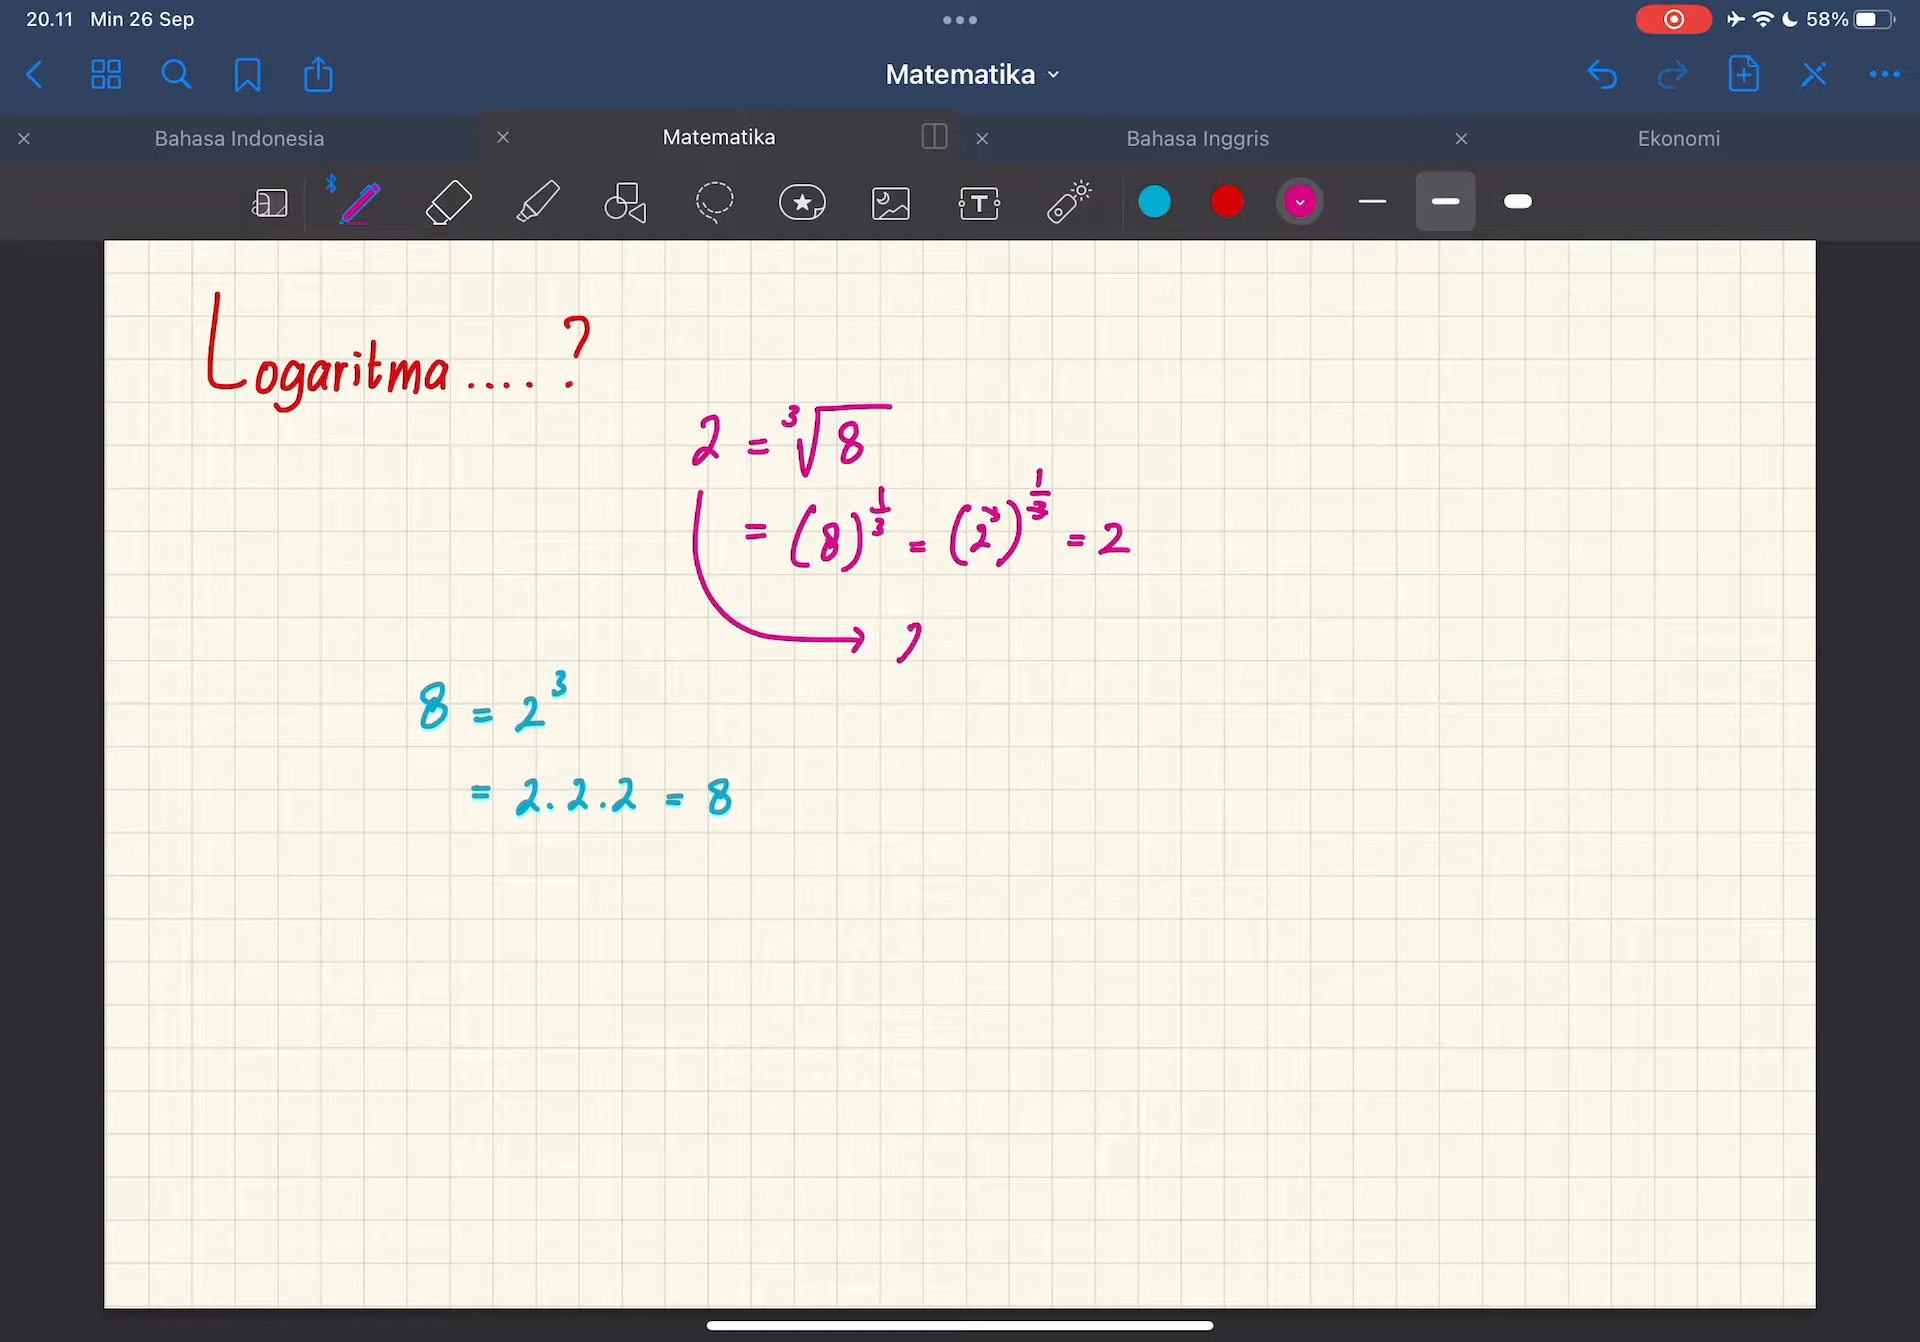 20.11 Min 26 Sep
58%
Matematika
Bahasa Indonesia
Matematika
Bahasa Inggris
Ekonomi
T
Logaritma ..... ?
2 = ³√8
= (8)^(1/3) = (2³)^(1/3) = 2
8 = 2³
= 2 . 2 . 2 = 8